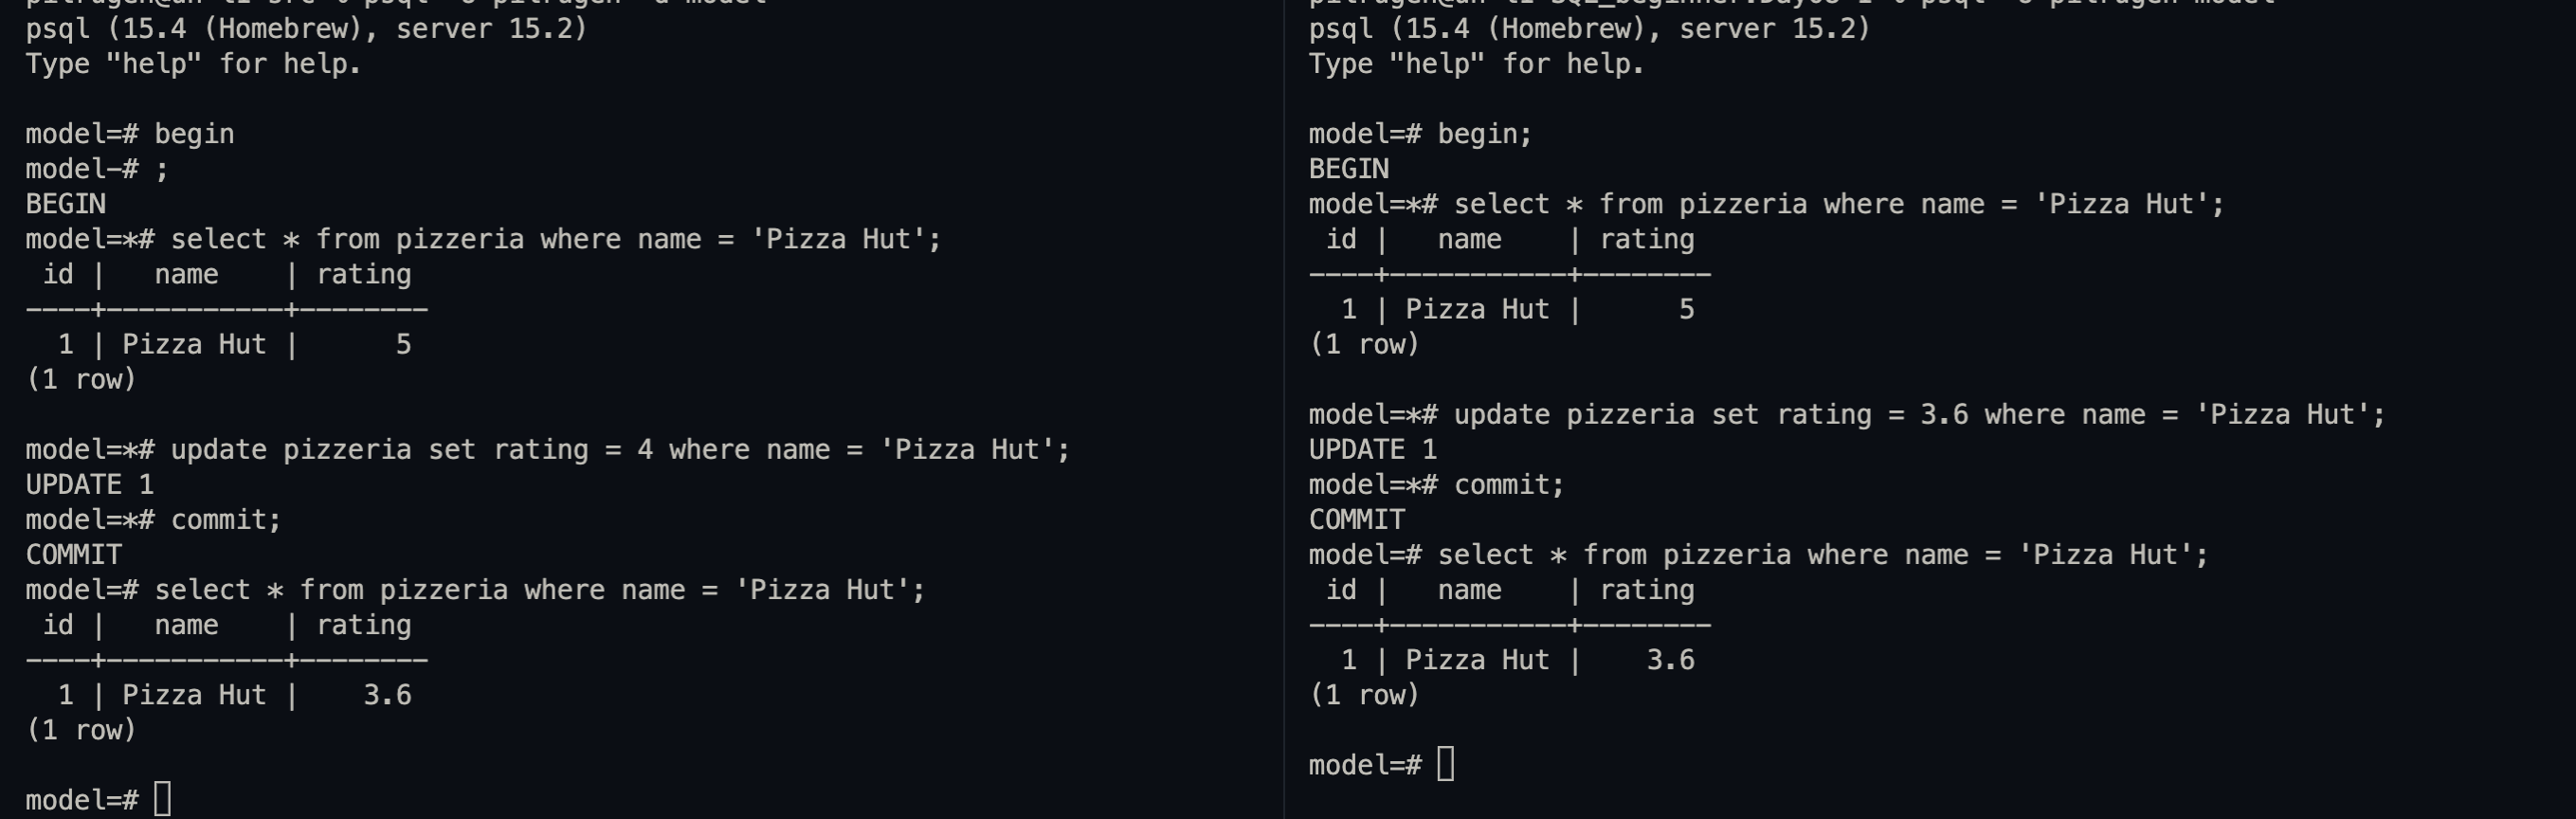 psql (15.4 (Homebrew), server 15.2)
Type "help" for help.

model=# begin
model-# ;
BEGIN
model=*# select * from pizzeria where name = 'Pizza Hut';
 id |   name    | rating
----+-----------+--------
  1 | Pizza Hut |      5
(1 row)

model=*# update pizzeria set rating = 4 where name = 'Pizza Hut';
UPDATE 1
model=*# commit;
COMMIT
model=# select * from pizzeria where name = 'Pizza Hut';
 id |   name    | rating
----+-----------+--------
  1 | Pizza Hut |    3.6
(1 row)

model=#
psql (15.4 (Homebrew), server 15.2)
Type "help" for help.

model=# begin;
BEGIN
model=*# select * from pizzeria where name = 'Pizza Hut';
 id |   name    | rating
----+-----------+--------
  1 | Pizza Hut |      5
(1 row)

model=*# update pizzeria set rating = 3.6 where name = 'Pizza Hut';
UPDATE 1
model=*# commit;
COMMIT
model=# select * from pizzeria where name = 'Pizza Hut';
 id |   name    | rating
----+-----------+--------
  1 | Pizza Hut |    3.6
(1 row)

model=#